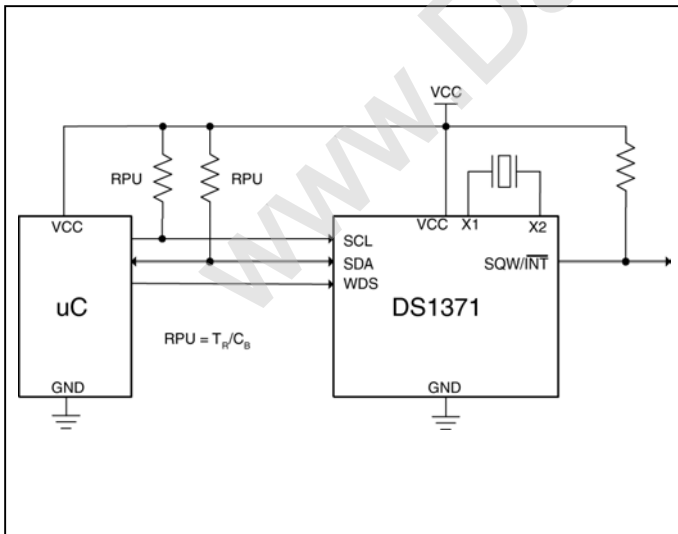 VCC
RPU
RPU
VCC
VCC X1 X2
SCL
SDA
WDS
SQW/INT
uC
DS1371
RPU = TR/CB
GND
GND
www.D